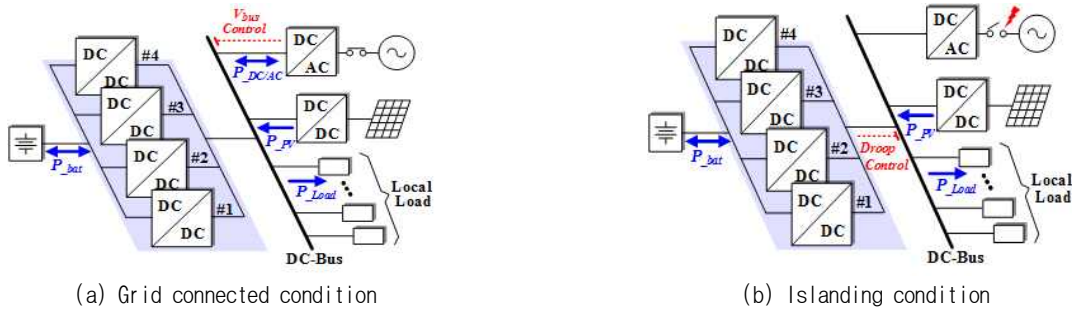 V_bus Control
P_DC/AC
DC AC
DC DC #4
DC DC #3
DC DC #2
DC DC #1
P_bat
DC DC
P_PV
P_Load
Local Load
DC-Bus
(a) Grid connected condition
DC AC
DC DC #4
DC DC #3
DC DC #2
DC DC #1
P_bat
DC DC
P_PV
Droop Control
P_Load
Local Load
DC-Bus
(b) Islanding condition